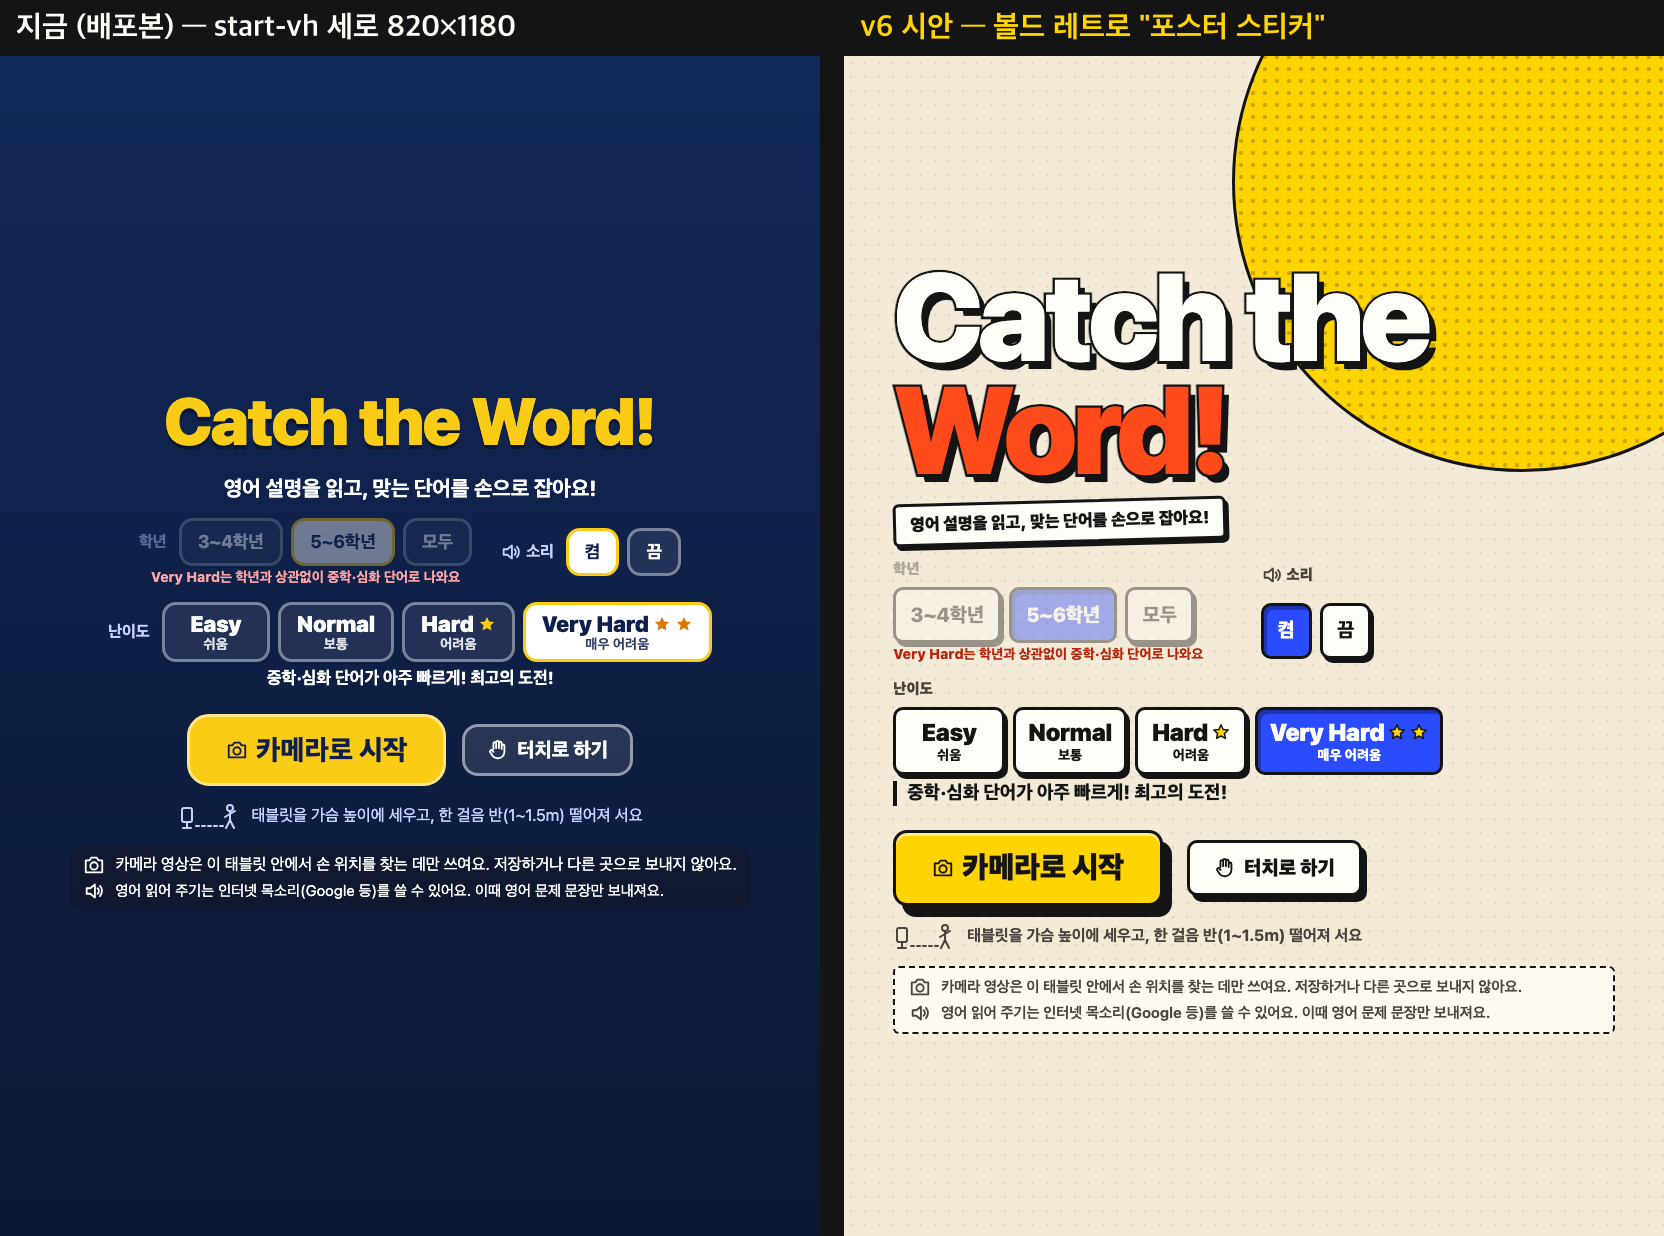 지금 (배포본) — start-vh 세로 820×1180
Catch the Word!
영어 설명을 읽고, 맞는 단어를 손으로 잡아요!
학년 3~4학년 5~6학년 모두 소리 켬 끔
Very Hard는 학년과 상관없이 중학·심화 단어로 나와요
난이도 Easy Normal Hard Very Hard
쉬움 보통 어려움 매우 어려움
중학·심화 단어가 아주 빠르게! 최고의 도전!
카메라로 시작 터치로 하기
태블릿을 가슴 높이에 세우고, 한 걸음 반(1~1.5m) 떨어져 서요
카메라 영상은 이 태블릿 안에서 손 위치를 찾는 데만 쓰여요. 저장하거나 다른 곳으로 보내지 않아요.
영어 읽어 주기는 인터넷 목소리(Google 등)를 쓸 수 있어요. 이때 영어 문제 문장만 보내져요.
v6 시안 — 볼드 레트로 "포스터 스티커"
Catch the
Word!
영어 설명을 읽고, 맞는 단어를 손으로 잡아요!
학년 소리
3~4학년 5~6학년 모두 켬 끔
Very Hard는 학년과 상관없이 중학·심화 단어로 나와요
난이도
Easy Normal Hard Very Hard
쉬움 보통 어려움 매우 어려움
중학·심화 단어가 아주 빠르게! 최고의 도전!
카메라로 시작 터치로 하기
태블릿을 가슴 높이에 세우고, 한 걸음 반(1~1.5m) 떨어져 서요
카메라 영상은 이 태블릿 안에서 손 위치를 찾는 데만 쓰여요. 저장하거나 다른 곳으로 보내지 않아요.
영어 읽어 주기는 인터넷 목소리(Google 등)를 쓸 수 있어요. 이때 영어 문제 문장만 보내져요.